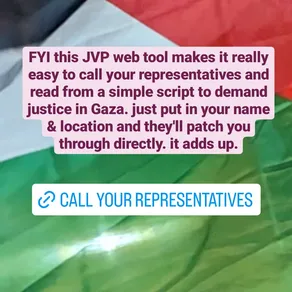 FYI this JVP web tool makes it really
easy to call your representatives and
read from a simple script to demand
justice in Gaza. just put in your name
& location and they'll patch you
through directly. it adds up.
CALL YOUR REPRESENTATIVES